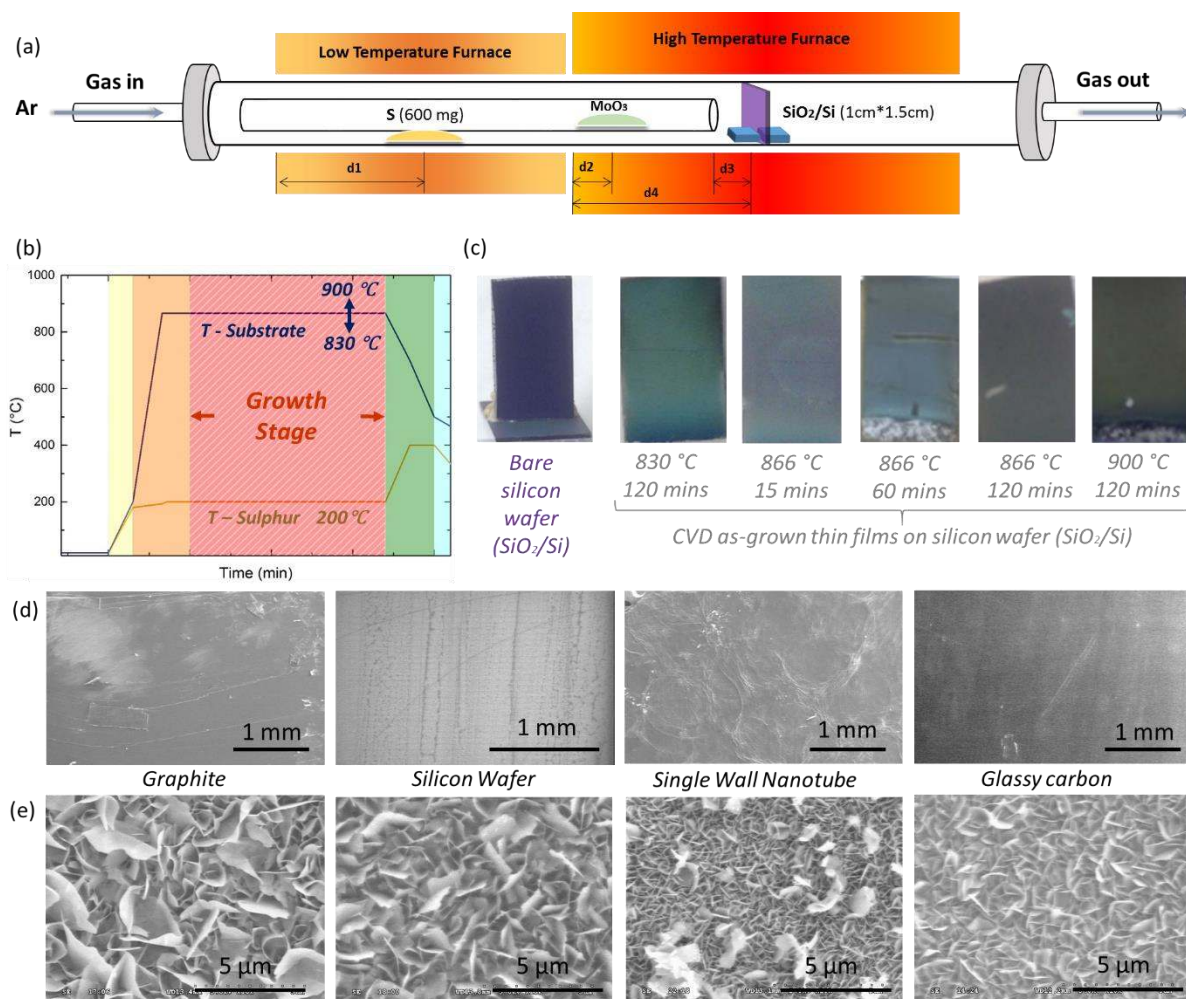 (a)
Low Temperature Furnace
High Temperature Furnace
Gas in
Gas out
Ar
S (600 mg)
MoO₃
SiO₂/Si (1cm*1.5cm)
d1
d2
d3
d4
(b)
1000
800
600
400
200
T (°C)
900 °C
T - Substrate
830 °C
Growth
Stage
T – Sulphur 200°C
Time (min)
(c)
Bare
silicon
wafer
(SiO₂/Si)
830 °C
120 mins
866 °C
15 mins
866 °C
60 mins
866 °C
120 mins
900 °C
120 mins
CVD as-grown thin films on silicon wafer (SiO₂/Si)
(d)
1 mm
1 mm
1 mm
1 mm
Graphite
Silicon Wafer
Single Wall Nanotube
Glassy carbon
(e)
5 µm
5 µm
5 µm
5 µm